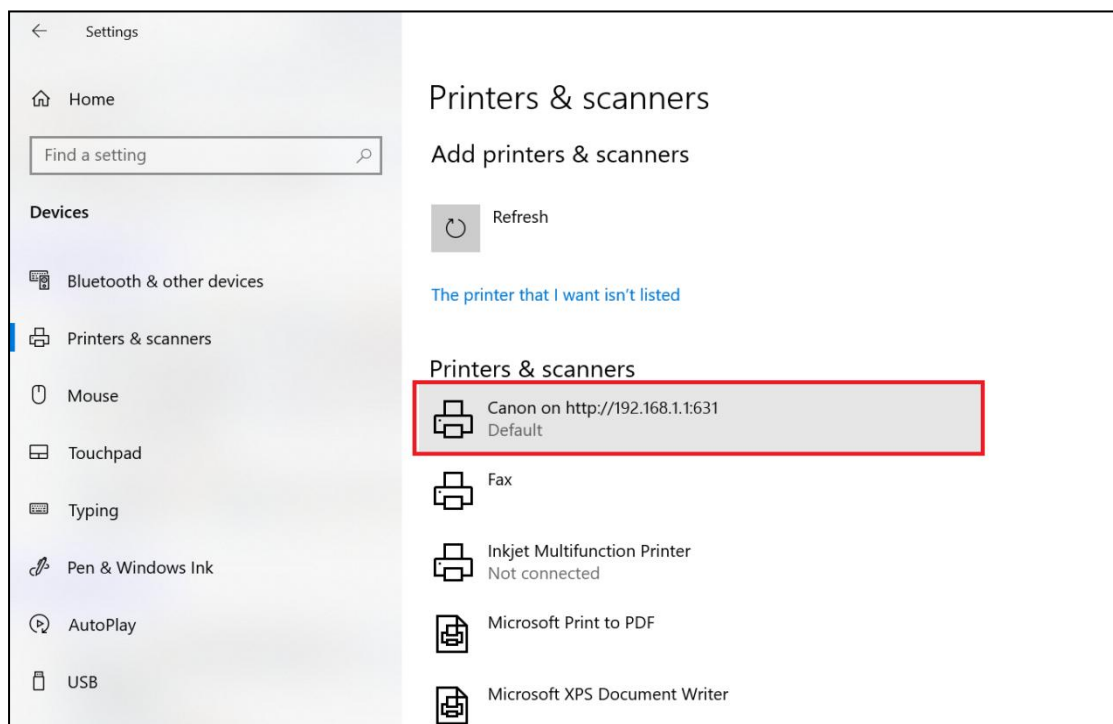 Settings
Home
Find a setting
Devices
Bluetooth & other devices
Printers & scanners
Mouse
Touchpad
Typing
Pen & Windows Ink
AutoPlay
USB
Printers & scanners
Add printers & scanners
Refresh
The printer that I want isn't listed
Printers & scanners
Canon on http://192.168.1.1:631
Default
Fax
Inkjet Multifunction Printer
Not connected
Microsoft Print to PDF
Microsoft XPS Document Writer